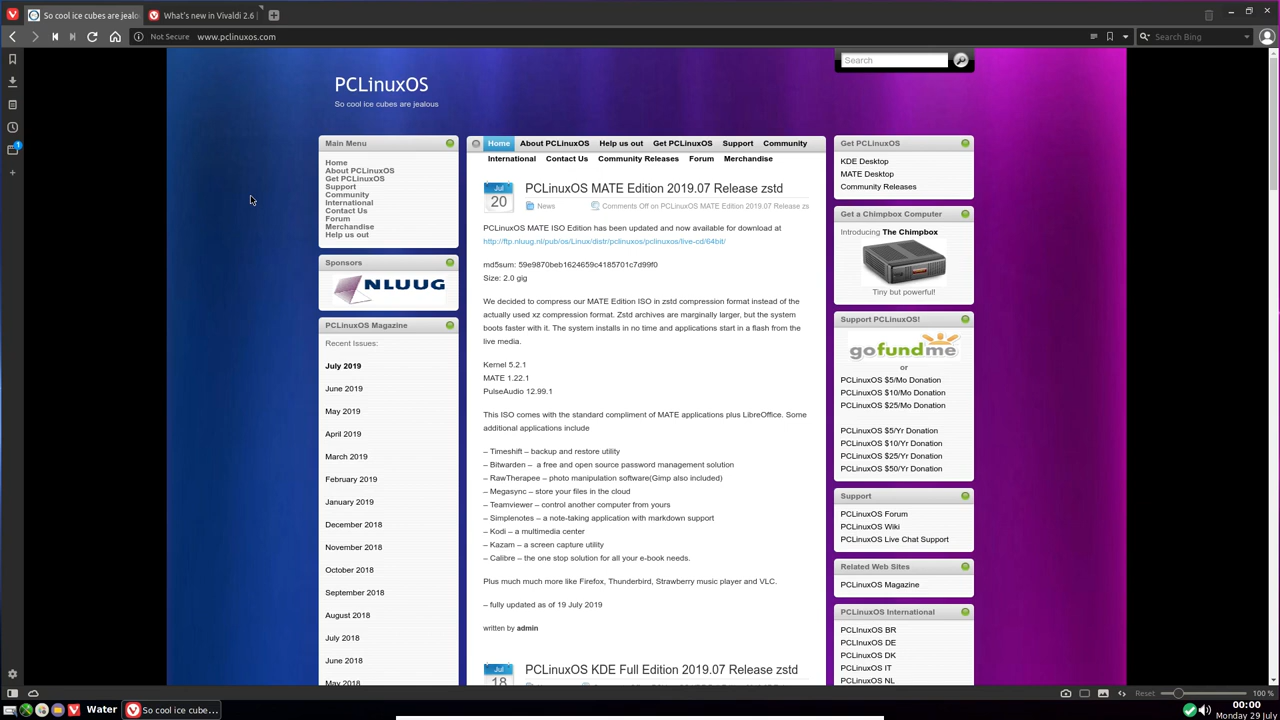 So cool ice cubes are jealo
What's new in Vivaldi 2.6
Not Secure www.pclinuxos.com
Search Bing
Search
PCLinuxOS
So cool ice cubes are jealous
Main Menu
Home
About PCLinuxOS
Get PCLinuxOS
Support
Community
International
Contact Us
Forum
Merchandise
Help us out
Sponsors
NLUUG
PCLinuxOS Magazine
Recent Issues:
July 2019
June 2019
May 2019
April 2019
March 2019
February 2019
January 2019
December 2018
November 2018
October 2018
September 2018
August 2018
July 2018
June 2018
May 2018
Home About PCLinuxOS Help us out Get PCLinuxOS Support Community
International Contact Us Community Releases Forum Merchandise
Jul
20
PCLinuxOS MATE Edition 2019.07 Release zstd
News Comments Off on PCLinuxOS MATE Edition 2019.07 Release zs
PCLinuxOS MATE ISO Edition has been updated and now available for download at
http://ftp.nluug.nl/pub/os/Linux/distr/pclinuxos/pclinuxos/live-cd/64bit/
md5sum: 59e9870beb1624659c4185701c7d99f0
Size: 2.0 gig
We decided to compress our MATE Edition ISO in zstd compression format instead of the
actually used xz compression format. Zstd archives are marginally larger, but the system
boots faster with it. The system installs in no time and applications start in a flash from the
live media.
Kernel 5.2.1
MATE 1.22.1
PulseAudio 12.99.1
This ISO comes with the standard compliment of MATE applications plus LibreOffice. Some
additional applications include
– Timeshift – backup and restore utility
– Bitwarden – a free and open source password management solution
– RawTherapee – photo manipulation software(Gimp also included)
– Megasync – store your files in the cloud
– Teamviewer – control another computer from yours
– Simplenotes – a note-taking application with markdown support
– Kodi – a multimedia center
– Kazam – a screen capture utility
– Calibre – the one stop solution for all your e-book needs.
Plus much much more like Firefox, Thunderbird, Strawberry music player and VLC.
– fully updated as of 19 July 2019
written by admin
Jul
18
PCLinuxOS KDE Full Edition 2019.07 Release zstd
Get PCLinuxOS
KDE Desktop
MATE Desktop
Community Releases
Get a Chimpbox Computer
Introducing The Chimpbox
Tiny but powerful!
Support PCLinuxOS!
gofundme
or
PCLinuxOS $5/Mo Donation
PCLinuxOS $10/Mo Donation
PCLinuxOS $25/Mo Donation
PCLinuxOS $5/Yr Donation
PCLinuxOS $10/Yr Donation
PCLinuxOS $25/Yr Donation
PCLinuxOS $50/Yr Donation
Support
PCLinuxOS Forum
PCLinuxOS Wiki
PCLinuxOS Live Chat Support
Related Web Sites
PCLinuxOS Magazine
PCLinuxOS International
PCLInuxOS BR
PCLinuxOS DE
PCLinuxOS DK
PCLinuxOS IT
PCLinuxOS NL
1
Reset 100 %
Water
So cool ice cube...
00:00
Monday 29 July